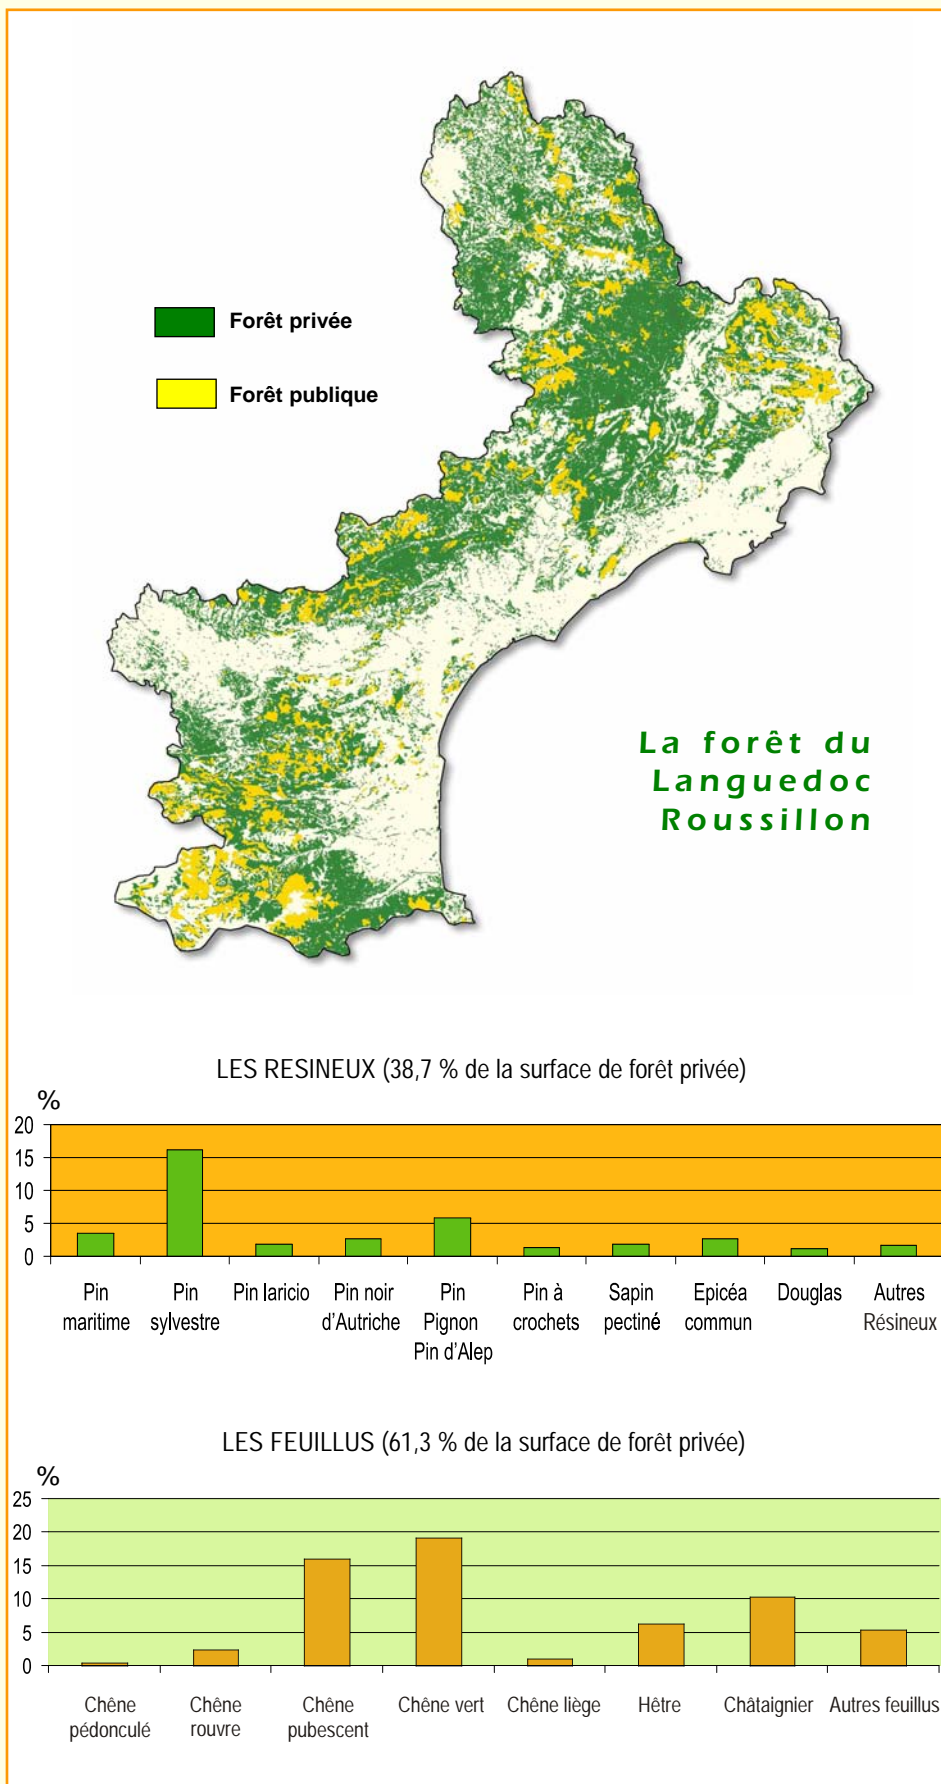 Forêt privée
Forêt publique
La forêt du
Languedoc
Roussillon
LES RESINEUX (38,7 % de la surface de forêt privée)
%
20
15
10
5
0
Pin maritime
Pin sylvestre
Pin laricio
Pin noir d'Autriche
Pin Pignon Pin d'Alep
Pin à crochets
Sapin pectiné
Epicéa commun
Douglas
Autres Résineux
LES FEUILLUS (61,3 % de la surface de forêt privée)
%
25
20
15
10
5
0
Chêne pédonculé
Chêne rouvre
Chêne pubescent
Chêne vert
Chêne liège
Hêtre
Châtaignier
Autres feuillus